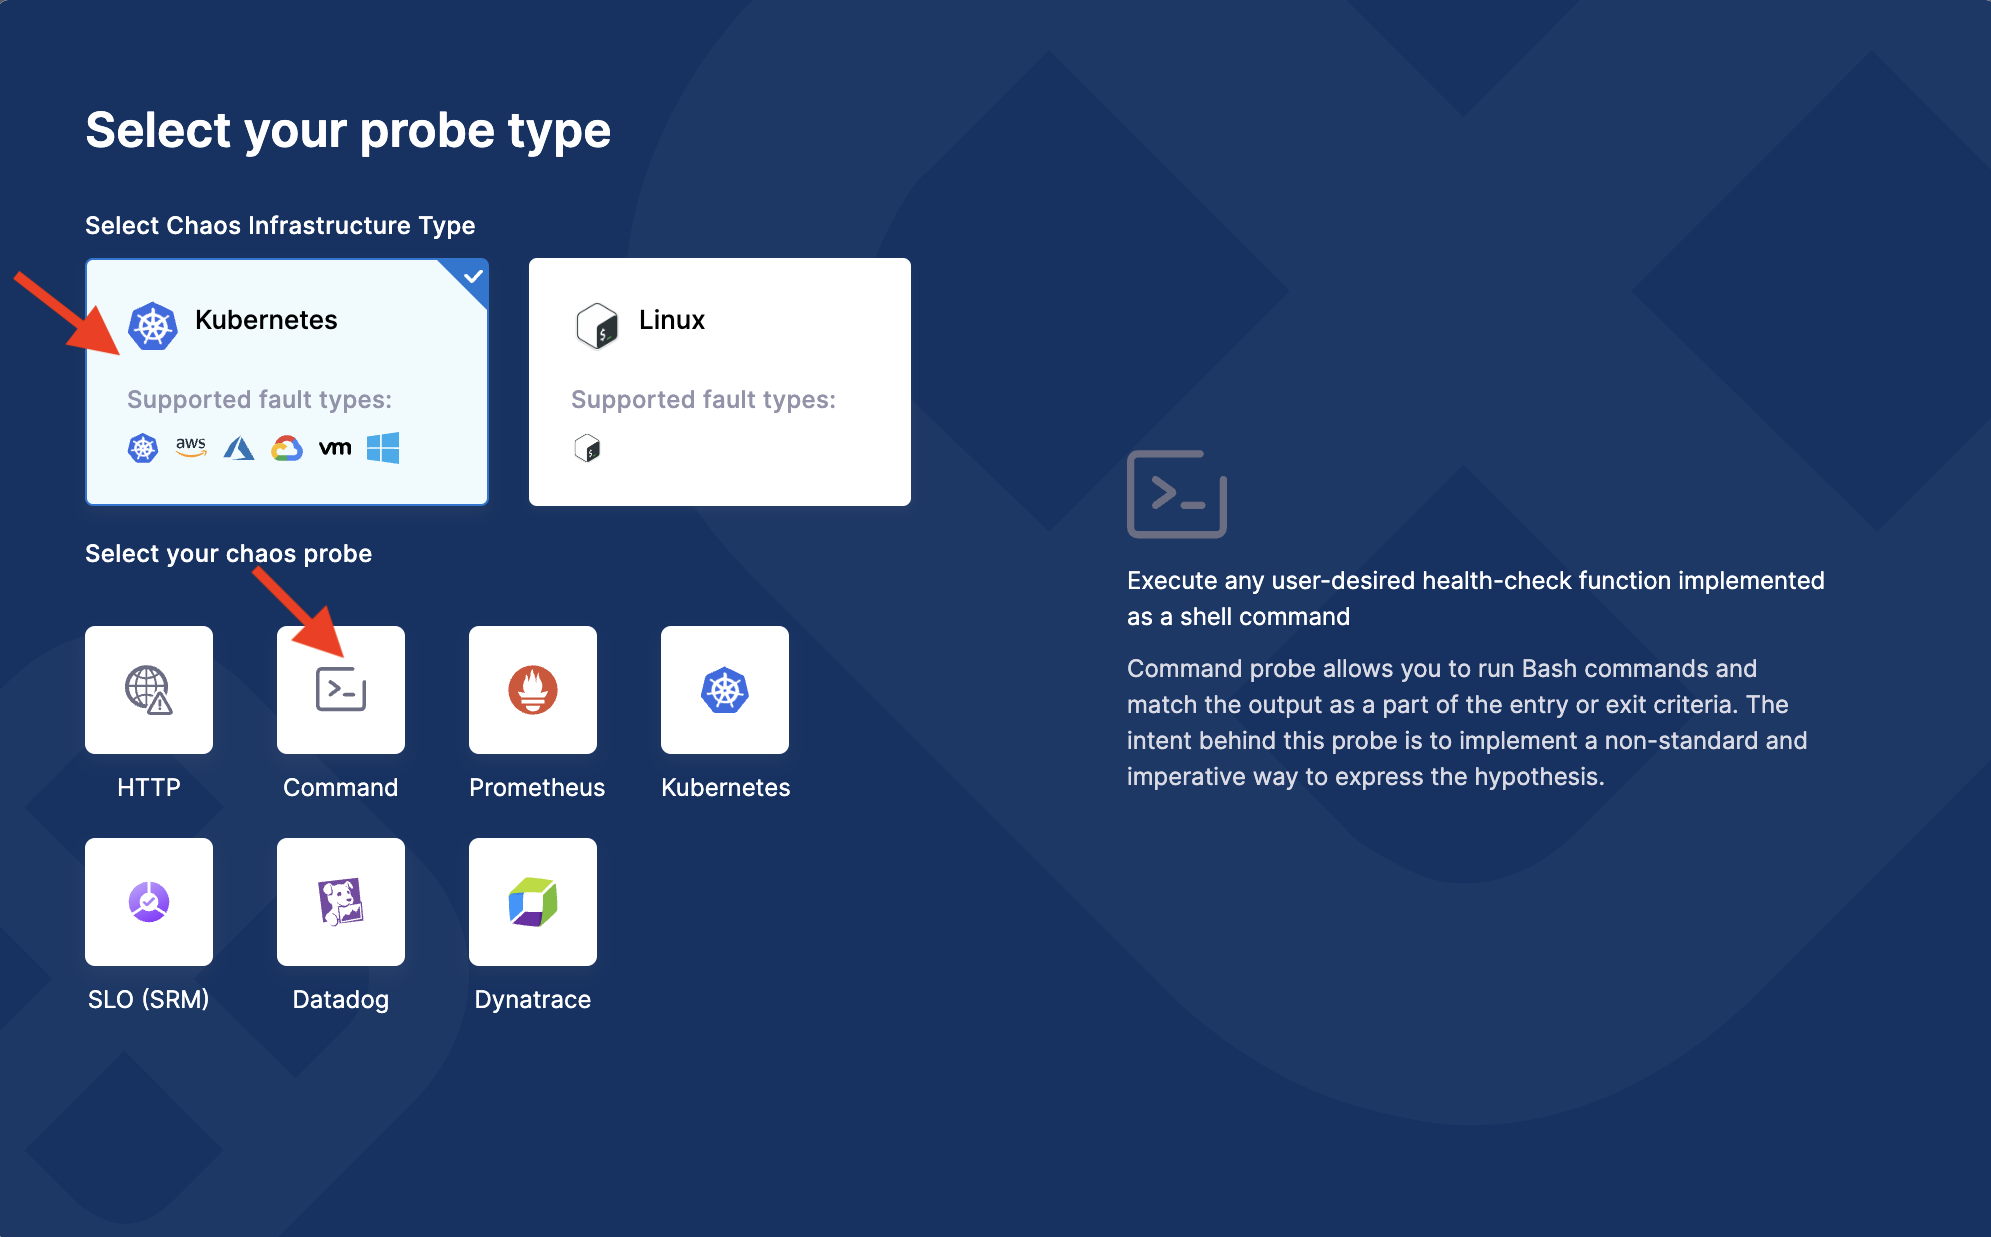 Select your probe type
Select Chaos Infrastructure Type
Kubernetes
Supported fault types:
aws
vm
Linux
$_
Supported fault types:
$_
Select your chaos probe
HTTP
Command
Prometheus
Kubernetes
SLO (SRM)
Datadog
Dynatrace
Execute any user-desired health-check function implemented
as a shell command
Command probe allows you to run Bash commands and
match the output as a part of the entry or exit criteria. The
intent behind this probe is to implement a non-standard and
imperative way to express the hypothesis.